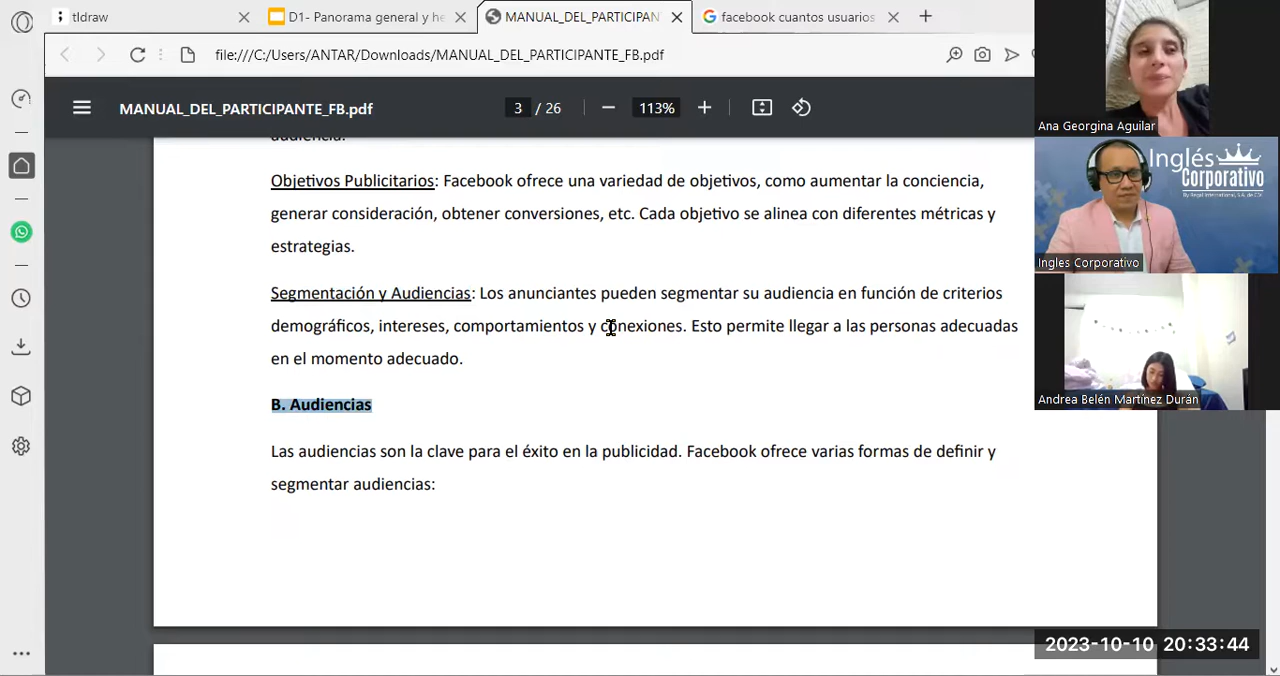 tldraw
D1- Panorama general y he
MANUAL_DEL_PARTICIPAN
facebook cuantos usuarios
file:///C:/Users/ANTAR/Downloads/MANUAL_DEL_PARTICIPANTE_FB.pdf
MANUAL_DEL_PARTICIPANTE_FB.pdf
3 / 26
113%
audiencia.
Objetivos Publicitarios: Facebook ofrece una variedad de objetivos, como aumentar la conciencia,
generar consideración, obtener conversiones, etc. Cada objetivo se alinea con diferentes métricas y
estrategias.
Segmentación y Audiencias: Los anunciantes pueden segmentar su audiencia en función de criterios
demográficos, intereses, comportamientos y conexiones. Esto permite llegar a las personas adecuadas
en el momento adecuado.
B. Audiencias
Las audiencias son la clave para el éxito en la publicidad. Facebook ofrece varias formas de definir y
segmentar audiencias:
Ana Georgina Aguilar
Inglés
Corporativo
By Regal International, S.A. de C.V.
Ingles Corporativo
Andrea Belén Martínez Durán
2023-10-10 20:33:44